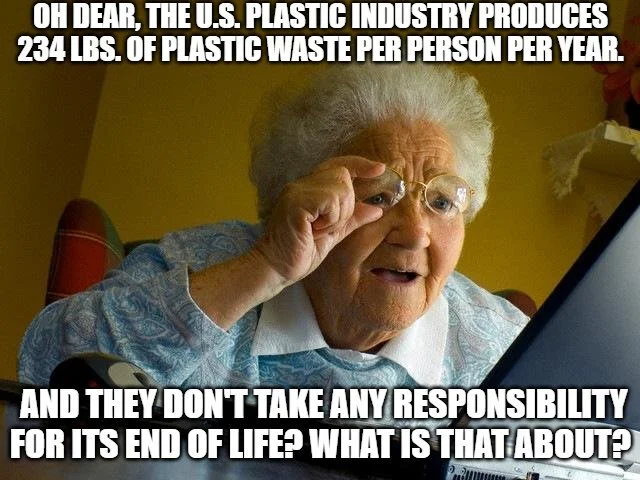 OH DEAR, THE U.S. PLASTIC INDUSTRY PRODUCES
234 LBS. OF PLASTIC WASTE PER PERSON PER YEAR.
AND THEY DON'T TAKE ANY RESPONSIBILITY
FOR ITS END OF LIFE? WHAT IS THAT ABOUT?